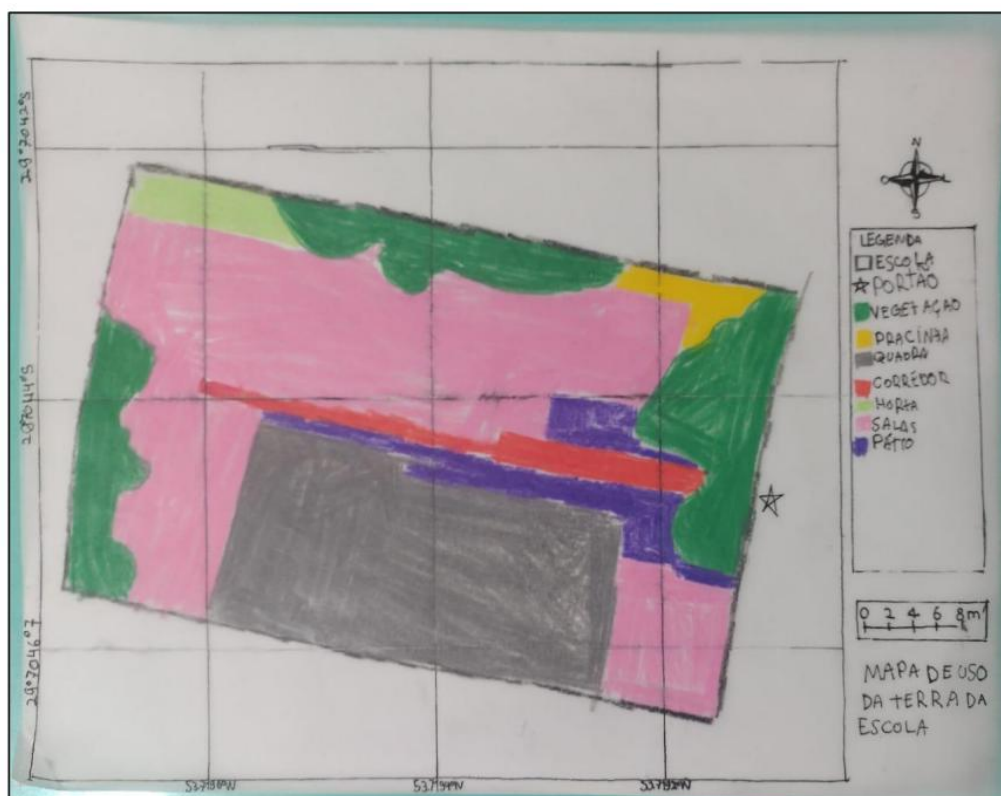 N
O L
S
LEGENDA
ESCOLA
PORTÃO
VEGETAÇÃO
PRACINHA
QUADRA
CORREDOR
HORTA
SALAS
PÁTIO
0 2 4 6 8m
MAPA DE USO
DA TERRA DA
ESCOLA